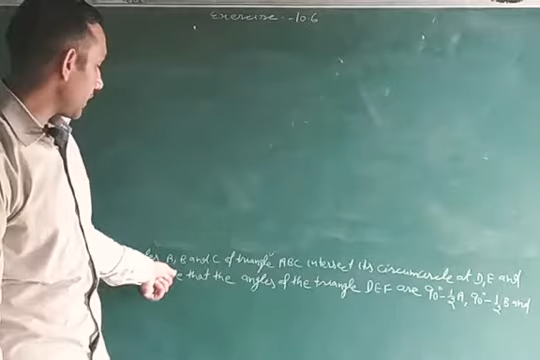 Exercise :- 10.6
A, B and C of triangle ABC intersect its circumcircle at D, E and
that the angles of the triangle DEF are 90°-½A, 90°-½B and